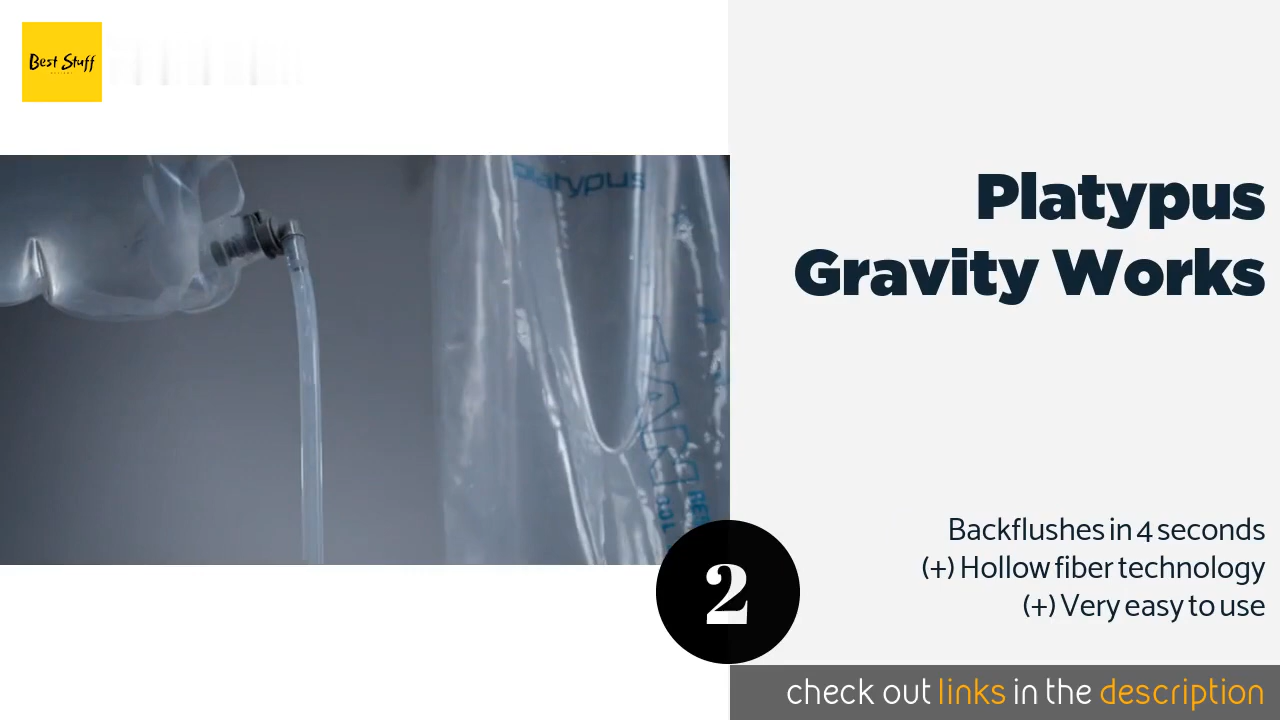 Best Stuff
platypus
Platypus
Gravity Works
Backflushes in 4 seconds
(+) Hollow fiber technology
(+) Very easy to use
2
check out links in the description